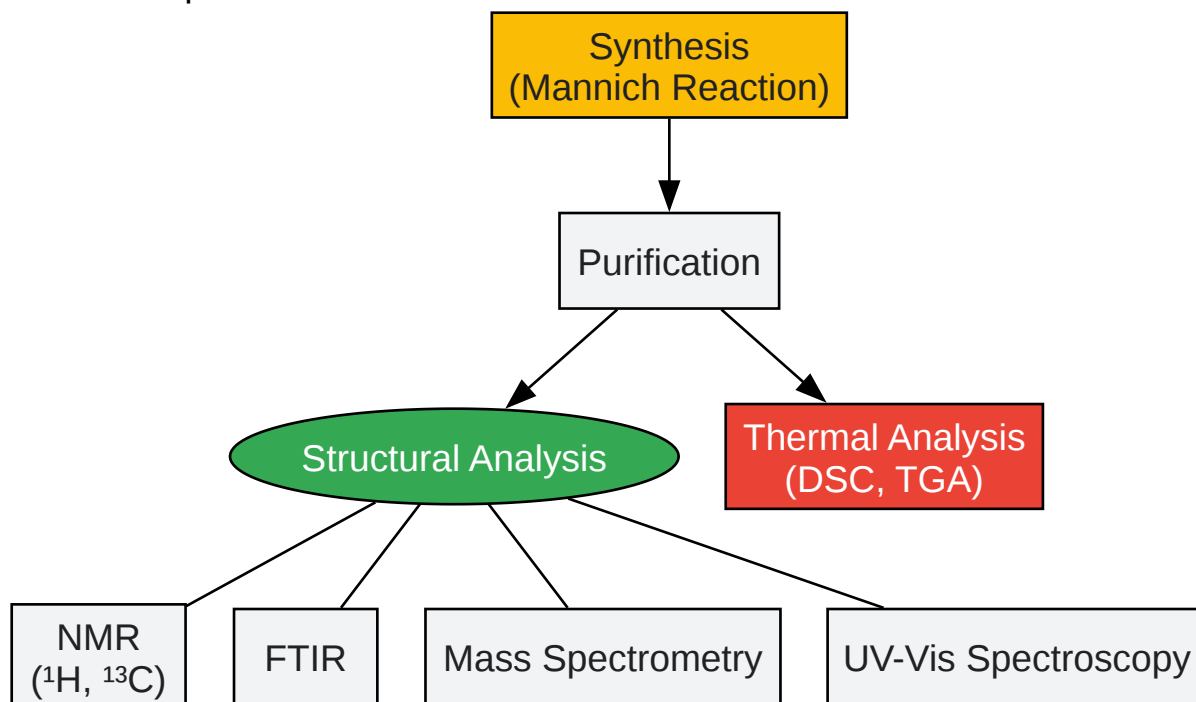 Synthesis
(Mannich Reaction)
Purification
Structural Analysis
Thermal Analysis
(DSC, TGA)
NMR
(¹H, ¹³C)
FTIR
Mass Spectrometry
UV-Vis Spectroscopy